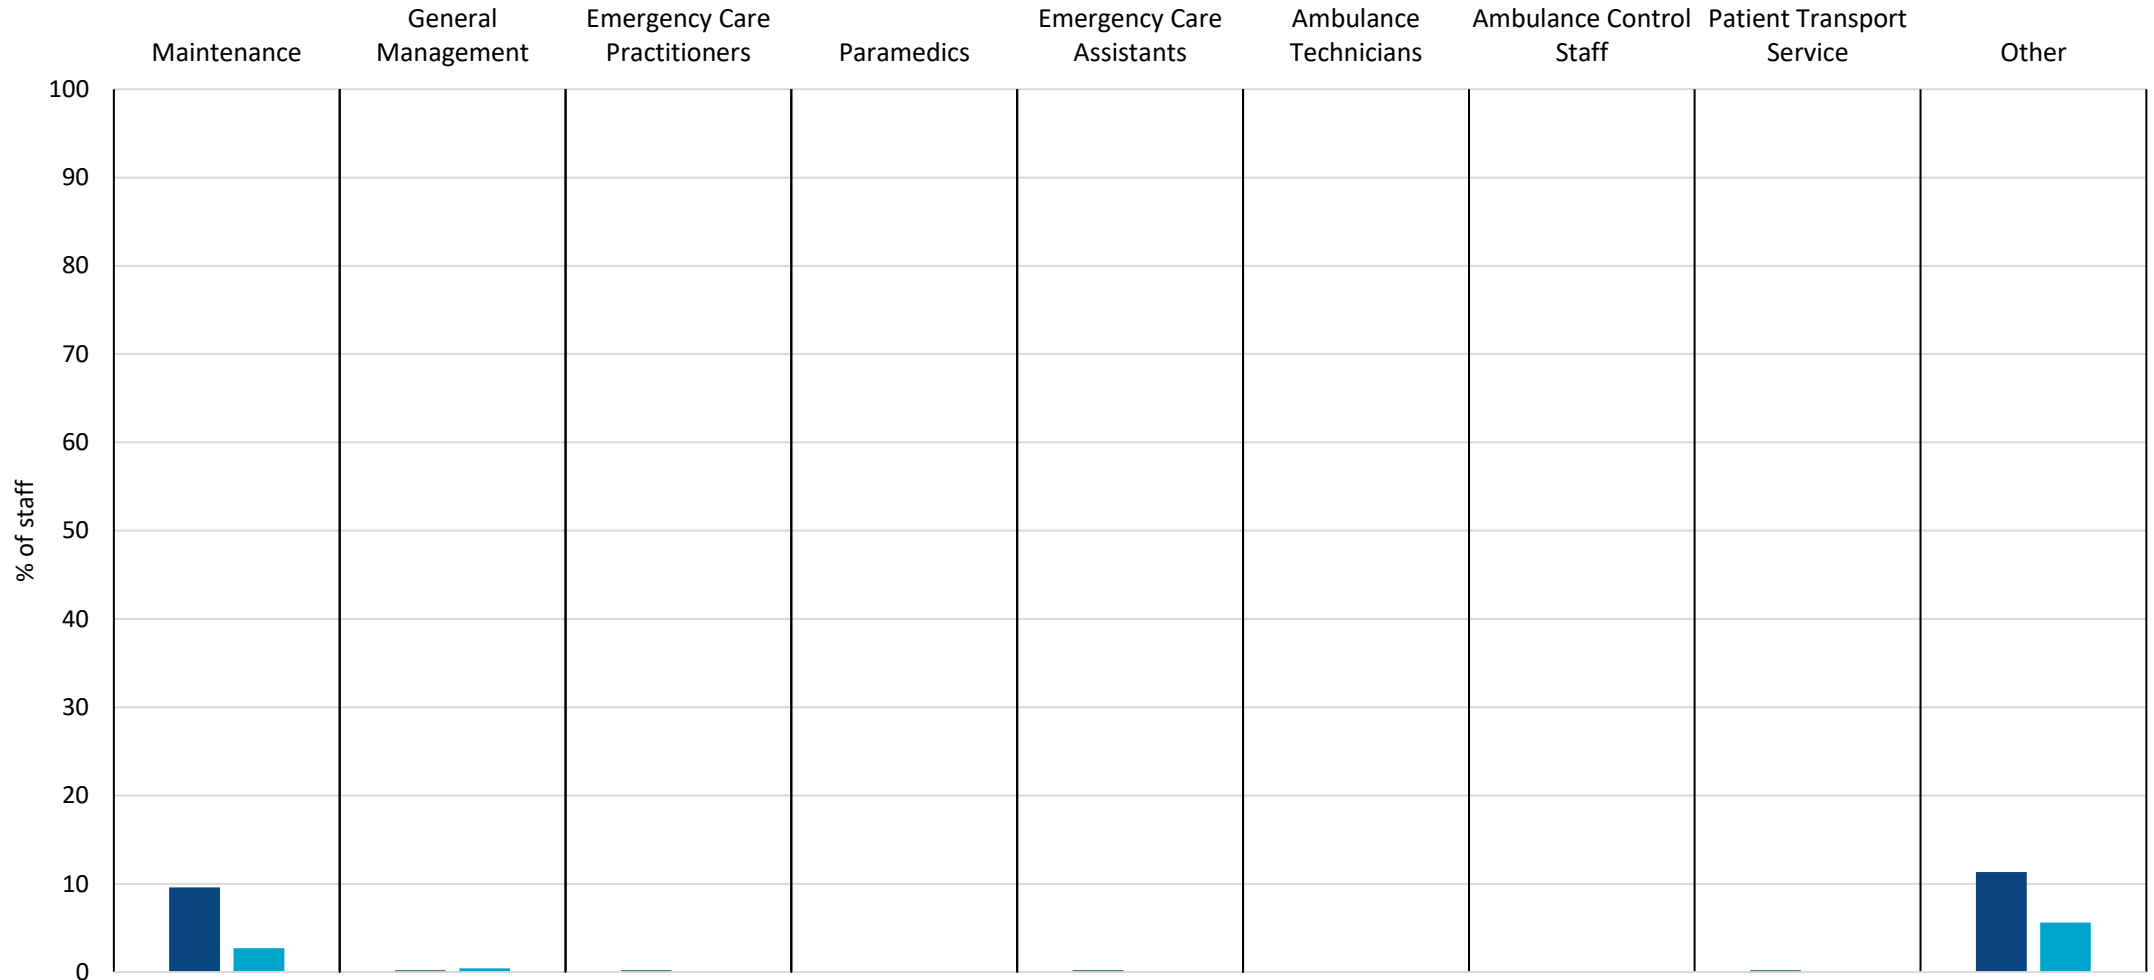 Maintenance
General
Management
Emergency Care
Practitioners
Paramedics
Emergency Care
Assistants
Ambulance
Technicians
Ambulance Control
Staff
Patient Transport
Service
Other
100
90
80
70
60
50
40
30
20
10
0
% of staff